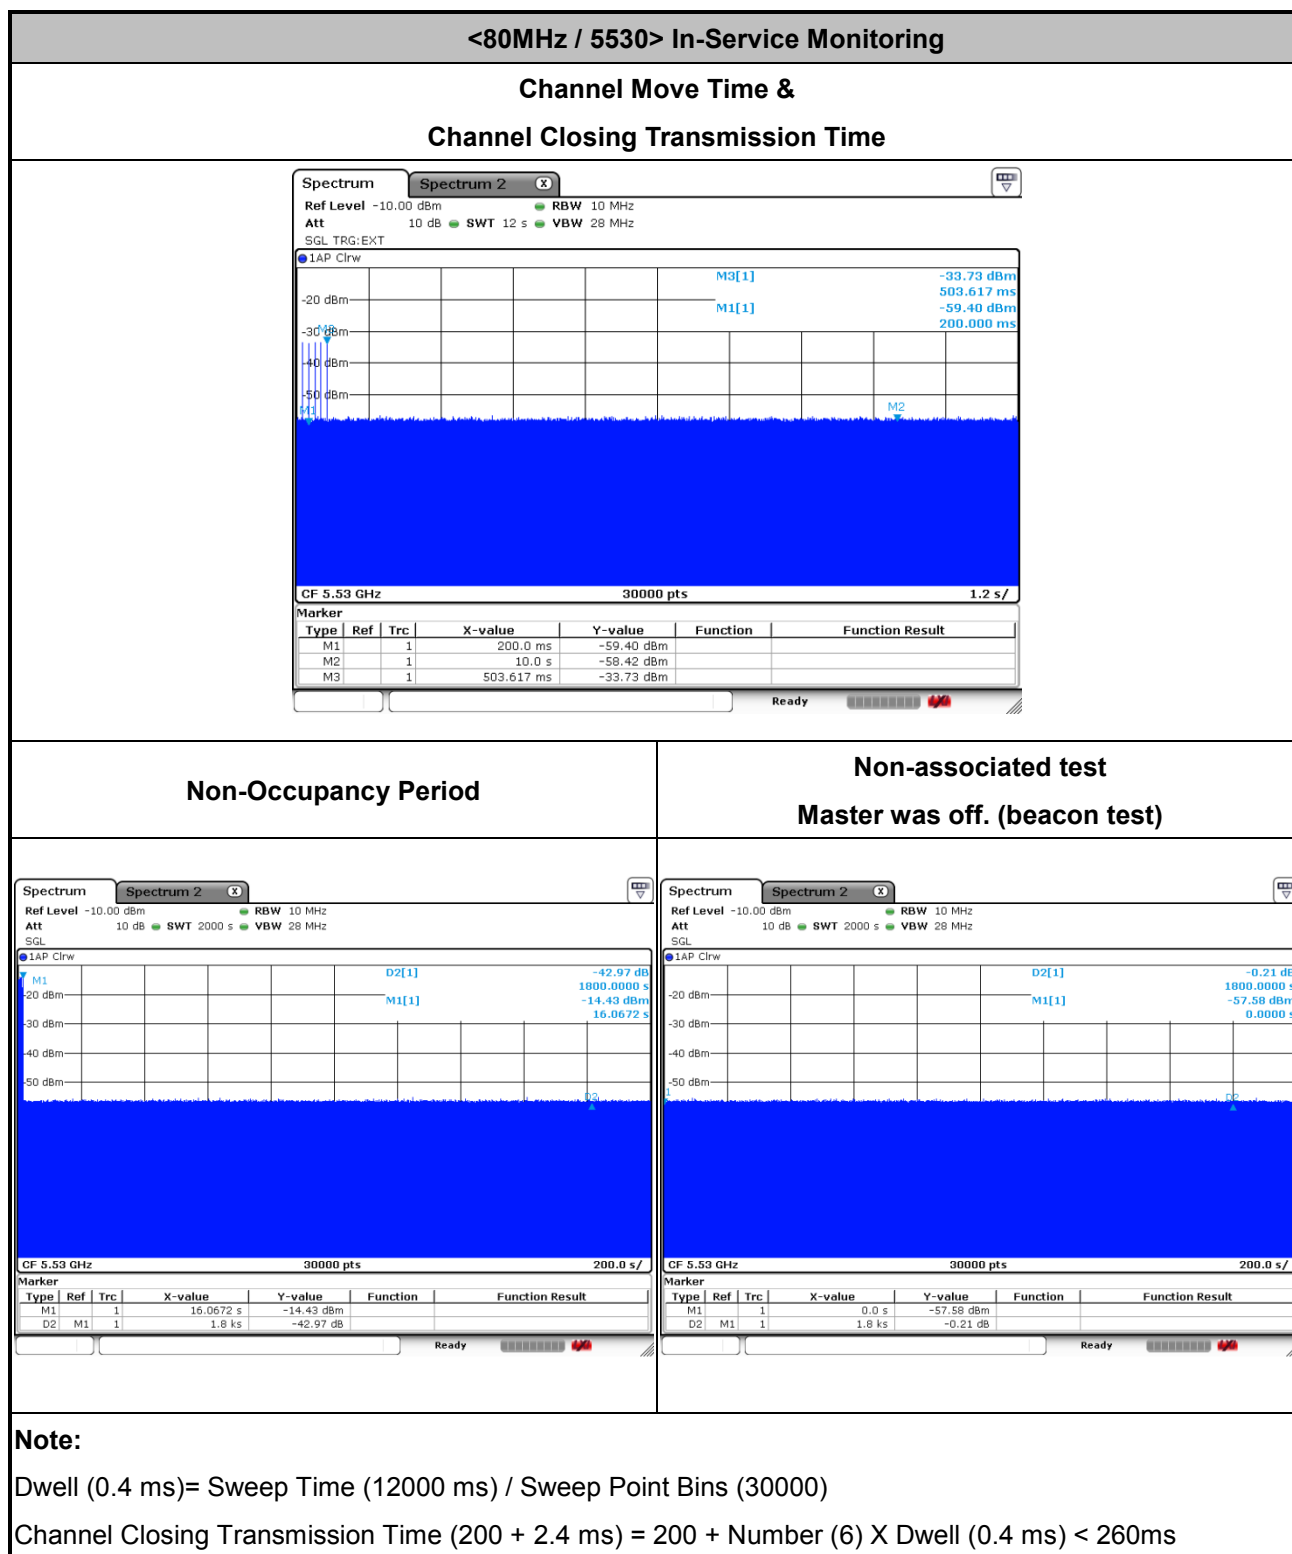 <80MHz / 5530> In-Service Monitoring
Channel Move Time &
Channel Closing Transmission Time
Spectrum Spectrum 2 X
Ref Level -10.00 dBm RBW 10 MHz
Att 10 dB SWT 12 s VBW 28 MHz
SGL TRG:EXT
1AP Clrw
M3[1] -33.73 dBm
503.617 ms
-20 dBm
M1[1] -59.40 dBm
200.000 ms
-30 dBm
M3
-40 dBm
-50 dBm
M1
M2
CF 5.53 GHz 30000 pts 1.2 s/
Marker
Type Ref Trc X-value Y-value Function Function Result
M1 1 200.0 ms -59.40 dBm
M2 1 10.0 s -58.42 dBm
M3 1 503.617 ms -33.73 dBm
Ready
Non-Occupancy Period
Non-associated test
Master was off. (beacon test)
Spectrum Spectrum 2 X
Ref Level -10.00 dBm RBW 10 MHz
Att 10 dB SWT 2000 s VBW 28 MHz
SGL
1AP Clrw
D2[1] -42.97 dB
1800.0000 s
M1
-20 dBm
M1[1] -14.43 dBm
16.0672 s
-30 dBm
-40 dBm
-50 dBm
D2
CF 5.53 GHz 30000 pts 200.0 s/
Marker
Type Ref Trc X-value Y-value Function Function Result
M1 1 16.0672 s -14.43 dBm
D2 M1 1 1.8 ks -42.97 dB
Ready
Spectrum Spectrum 2 X
Ref Level -10.00 dBm RBW 10 MHz
Att 10 dB SWT 2000 s VBW 28 MHz
SGL
1AP Clrw
D2[1] -0.21 dB
1800.0000 s
-20 dBm
M1[1] -57.58 dBm
0.0000 s
-30 dBm
-40 dBm
-50 dBm
1
D2
CF 5.53 GHz 30000 pts 200.0 s/
Marker
Type Ref Trc X-value Y-value Function Function Result
M1 1 0.0 s -57.58 dBm
D2 M1 1 1.8 ks -0.21 dB
Ready
Note:
Dwell (0.4 ms)= Sweep Time (12000 ms) / Sweep Point Bins (30000)
Channel Closing Transmission Time (200 + 2.4 ms) = 200 + Number (6) X Dwell (0.4 ms) < 260ms